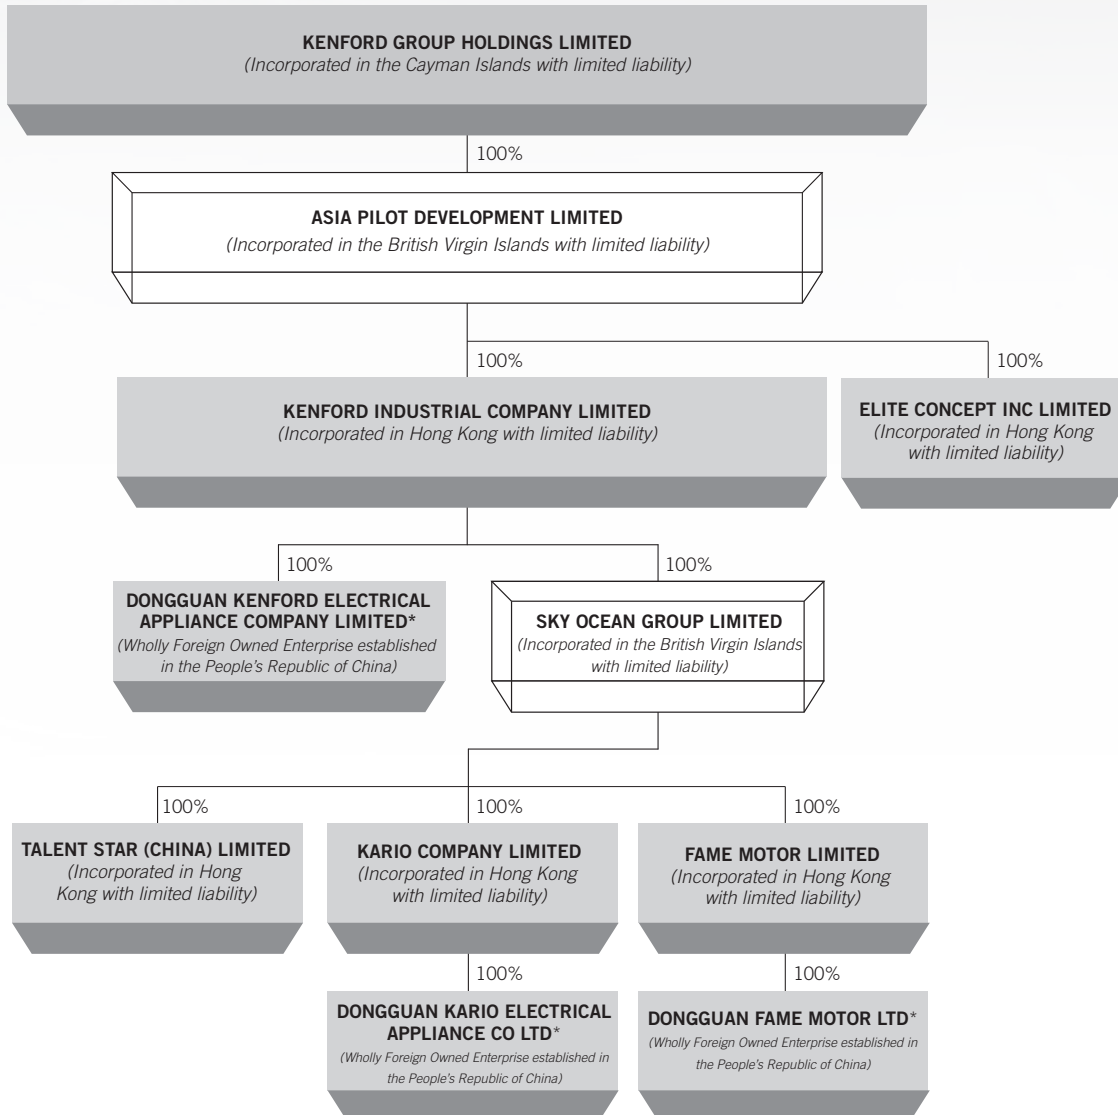 KENFORD GROUP HOLDINGS LIMITED
(Incorporated in the Cayman Islands with limited liability)
100%
ASIA PILOT DEVELOPMENT LIMITED
(Incorporated in the British Virgin Islands with limited liability)
100%
100%
KENFORD INDUSTRIAL COMPANY LIMITED
(Incorporated in Hong Kong with limited liability)
ELITE CONCEPT INC LIMITED
(Incorporated in Hong Kong
with limited liability)
100%
100%
DONGGUAN KENFORD ELECTRICAL
APPLIANCE COMPANY LIMITED*
(Wholly Foreign Owned Enterprise established
in the People's Republic of China)
SKY OCEAN GROUP LIMITED
(Incorporated in the British Virgin Islands
with limited liability)
100%
100%
100%
TALENT STAR (CHINA) LIMITED
(Incorporated in Hong
Kong with limited liability)
KARIO COMPANY LIMITED
(Incorporated in Hong Kong
with limited liability)
FAME MOTOR LIMITED
(Incorporated in Hong Kong
with limited liability)
100%
100%
DONGGUAN KARIO ELECTRICAL
APPLIANCE CO LTD*
(Wholly Foreign Owned Enterprise established in
the People's Republic of China)
DONGGUAN FAME MOTOR LTD*
(Wholly Foreign Owned Enterprise established in
the People's Republic of China)